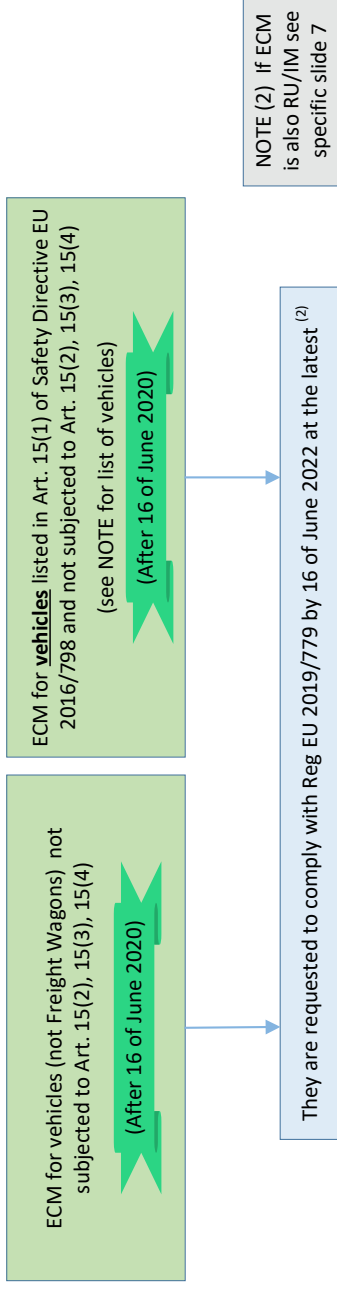 ECM for vehicles (not Freight Wagons)  not
subjected to Art. 15(2), 15(3), 15(4)
(After 16 of June 2020)
ECM for vehicles listed in Art. 15(1) of Safety Directive EU
2016/798 and not subjected to Art. 15(2), 15(3), 15(4)
(see NOTE for list of vehicles)
(After 16 of June 2020)
They are requested to comply with Reg EU 2019/779 by 16 of June 2022 at the latest (2)
NOTE (2)  If ECM
is also RU/IM see
specific slide 7